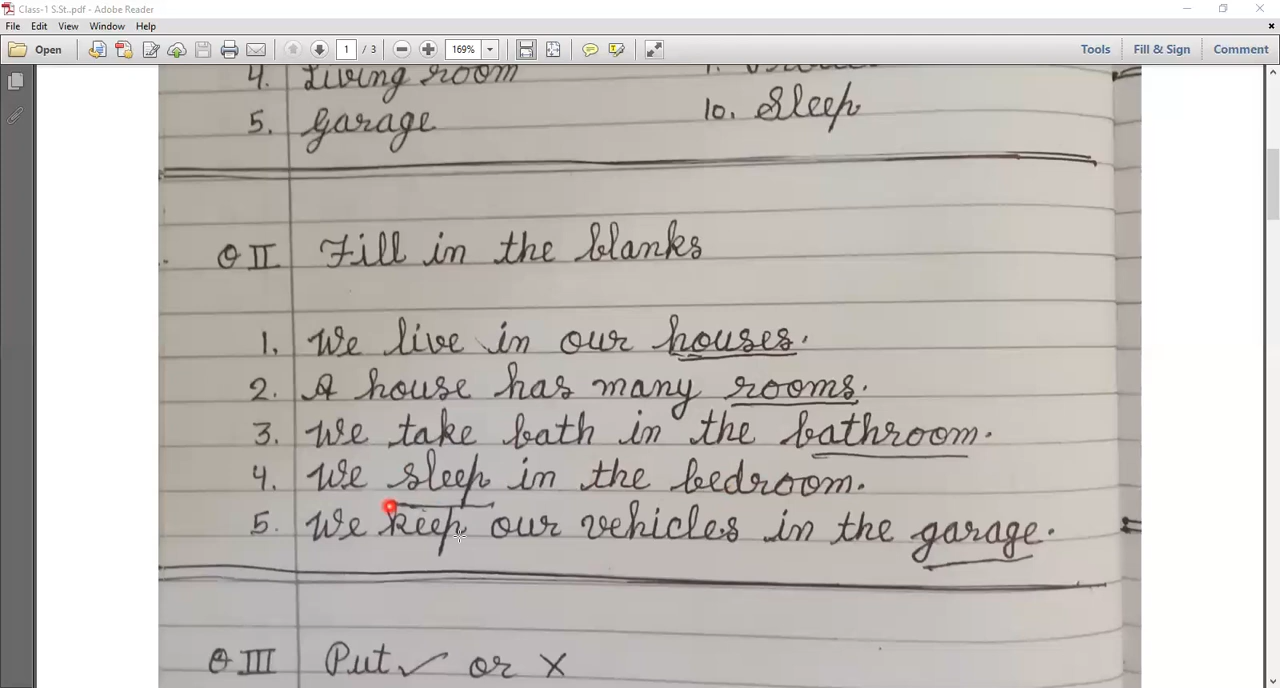 Class-1 S.St..pdf - Adobe Reader
File Edit View Window Help
Open 1 / 3 169% Tools Fill & Sign Comment
4. Living room
5. Garage
10. Sleep
Q II Fill in the blanks
1. We live in our houses.
2. A house has many rooms.
3. We take bath in the bathroom.
4. We sleep in the bedroom.
5. We keep our vehicles in the garage.
Q III Put ✓ or X